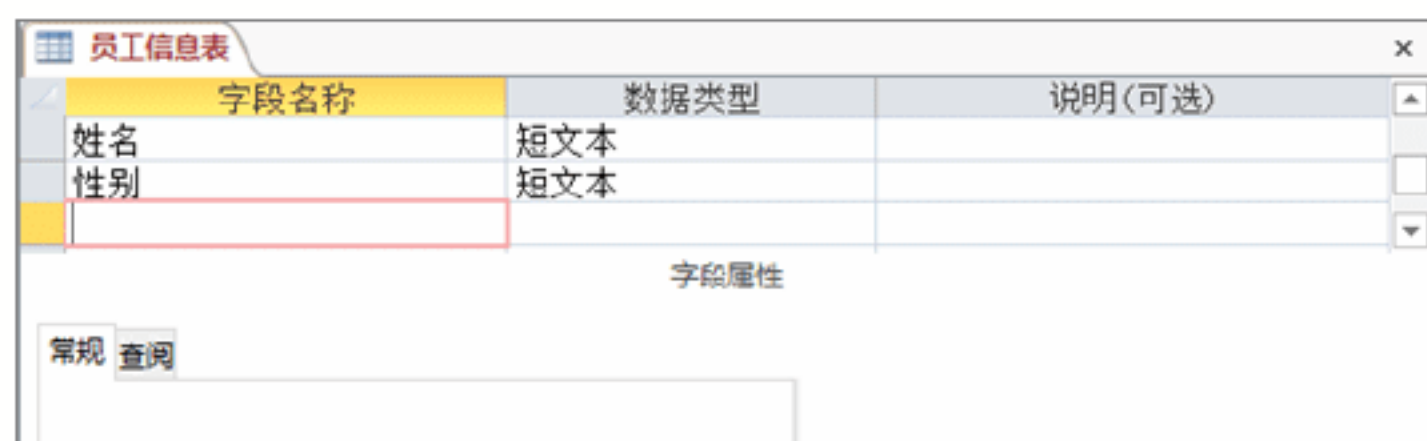 员工信息表
字段名称 数据类型 说明(可选)
姓名 短文本
性别 短文本
字段属性
常规 查阅